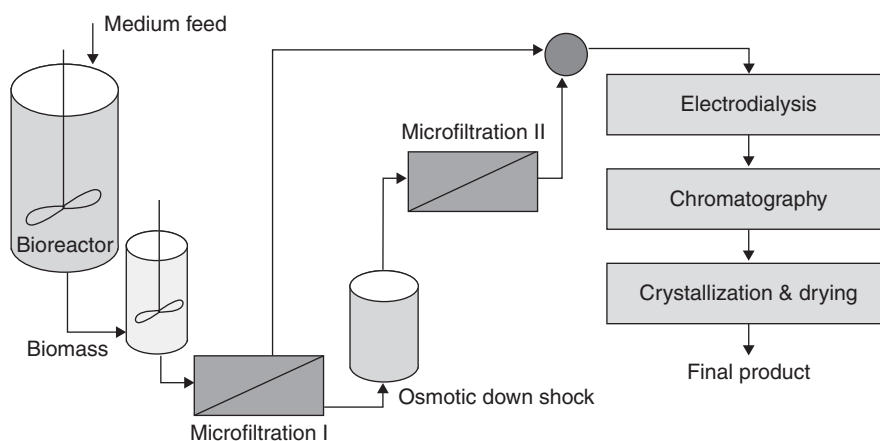 Medium feed
Bioreactor
Biomass
Microfiltration I
Osmotic down shock
Microfiltration II
Electrodialysis
Chromatography
Crystallization & drying
Final product